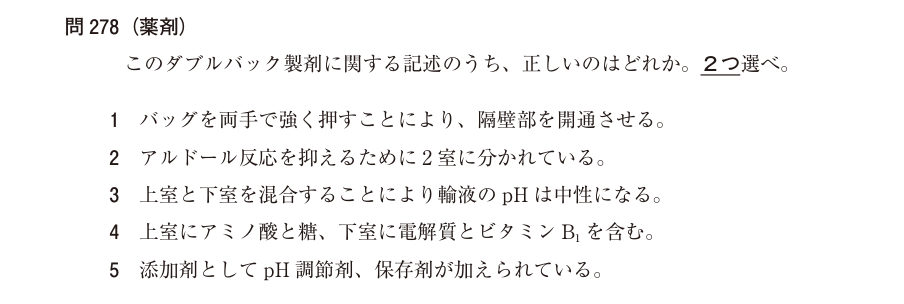 問 278（薬剤）
このダブルバック製剤に関する記述のうち、正しいのはどれか。２つ選べ。
1 バッグを両手で強く押すことにより、隔壁部を開通させる。
2 アルドール反応を抑えるために２室に分かれている。
3 上室と下室を混合することにより輸液の pH は中性になる。
4 上室にアミノ酸と糖、下室に電解質とビタミン B₁ を含む。
5 添加剤として pH 調節剤、保存剤が加えられている。